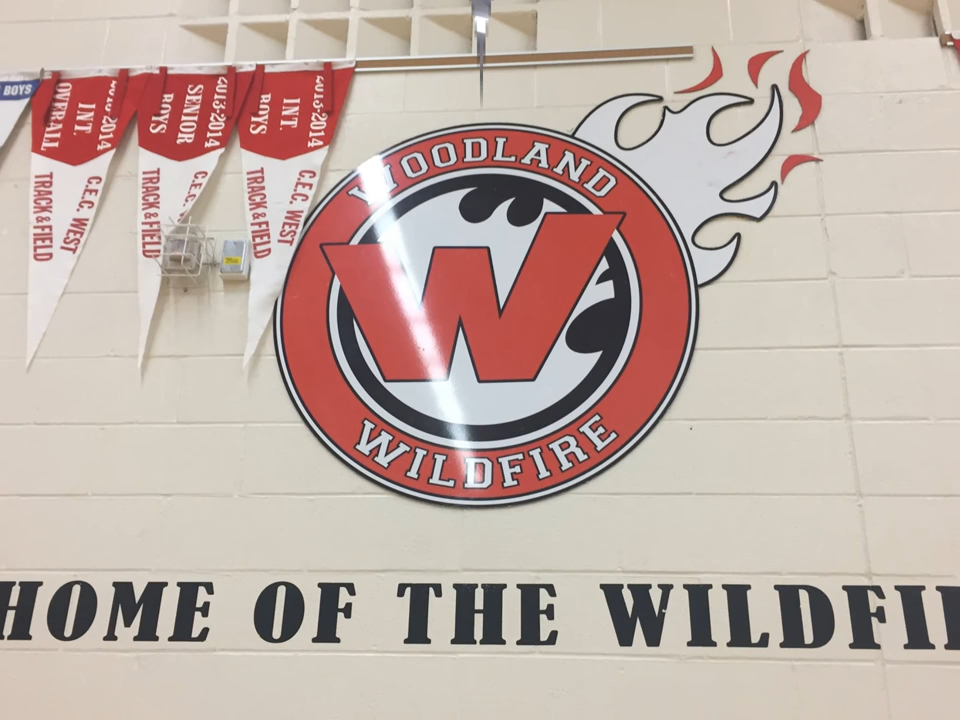 BOYS
2013-2014
INT.
OVERALL
C.E.C. WEST
TRACK & FIELD
2013-2014
SENIOR
BOYS
C.E.C.
TRACK & FIELD
2013-2014
INT.
BOYS
C.E.C. WEST
TRACK & FIELD
WOODLAND
W
WILDFIRE
HOME OF THE WILDFI